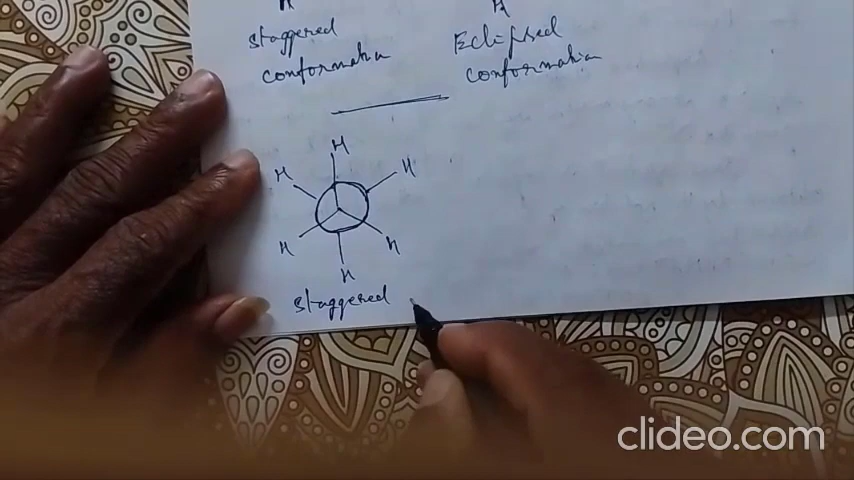 H H
staggered Eclipsed
conformation conformation
H
H H
H H
H
staggered
clideo.com